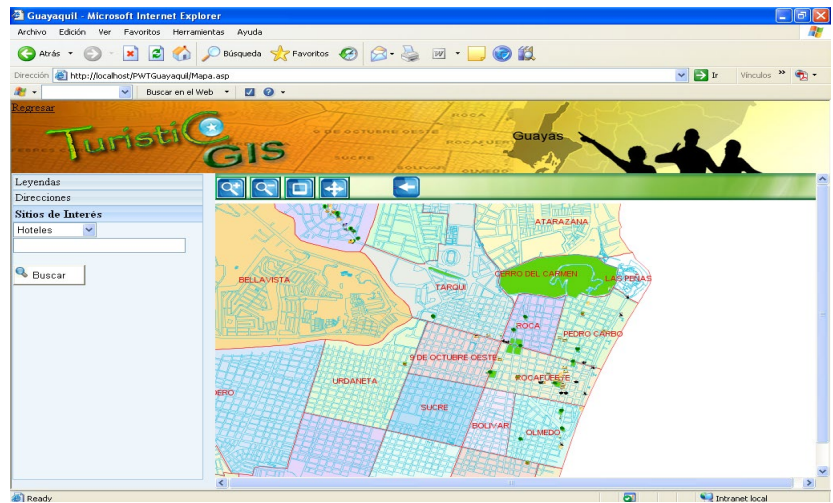 Guayaquil - Microsoft Internet Explorer
Archivo Edición Ver Favoritos Herramientas Ayuda
Atrás Búsqueda Favoritos
Dirección http://localhost/PWTGuayaquil/Mapa.asp Ir Vínculos
Buscar en el Web
Regresar
TuristiC GIS
9 DE OCTUBRE OESTE
ROCA
ROCAFUERTE
SUCRE
BOLIVAR
OLMEDO
Guayas
Leyendas
Direcciones
Sitios de Interés
Hoteles
Buscar
ATARAZANA
BELLAVISTA
TARQUI
CERRO DEL CARMEN
LAS PEÑAS
ROCA
PEDRO CARBO
9 DE OCTUBRE OESTE
URDANETA
ROCAFUERTE
SUCRE
BOLIVAR
OLMEDO
Ready Intranet local